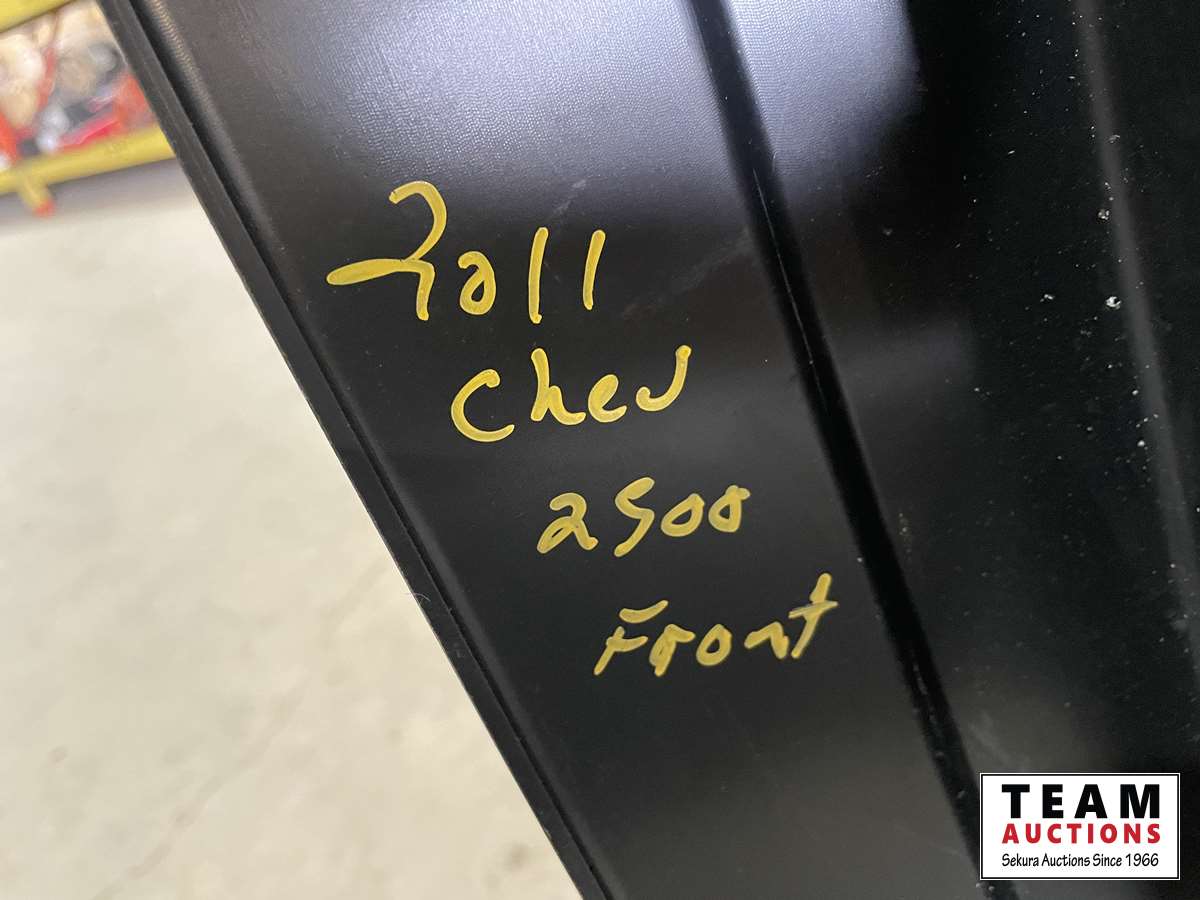 2011
Chev
2500
Front
TEAM
AUCTIONS
Sekura Auctions Since 1966